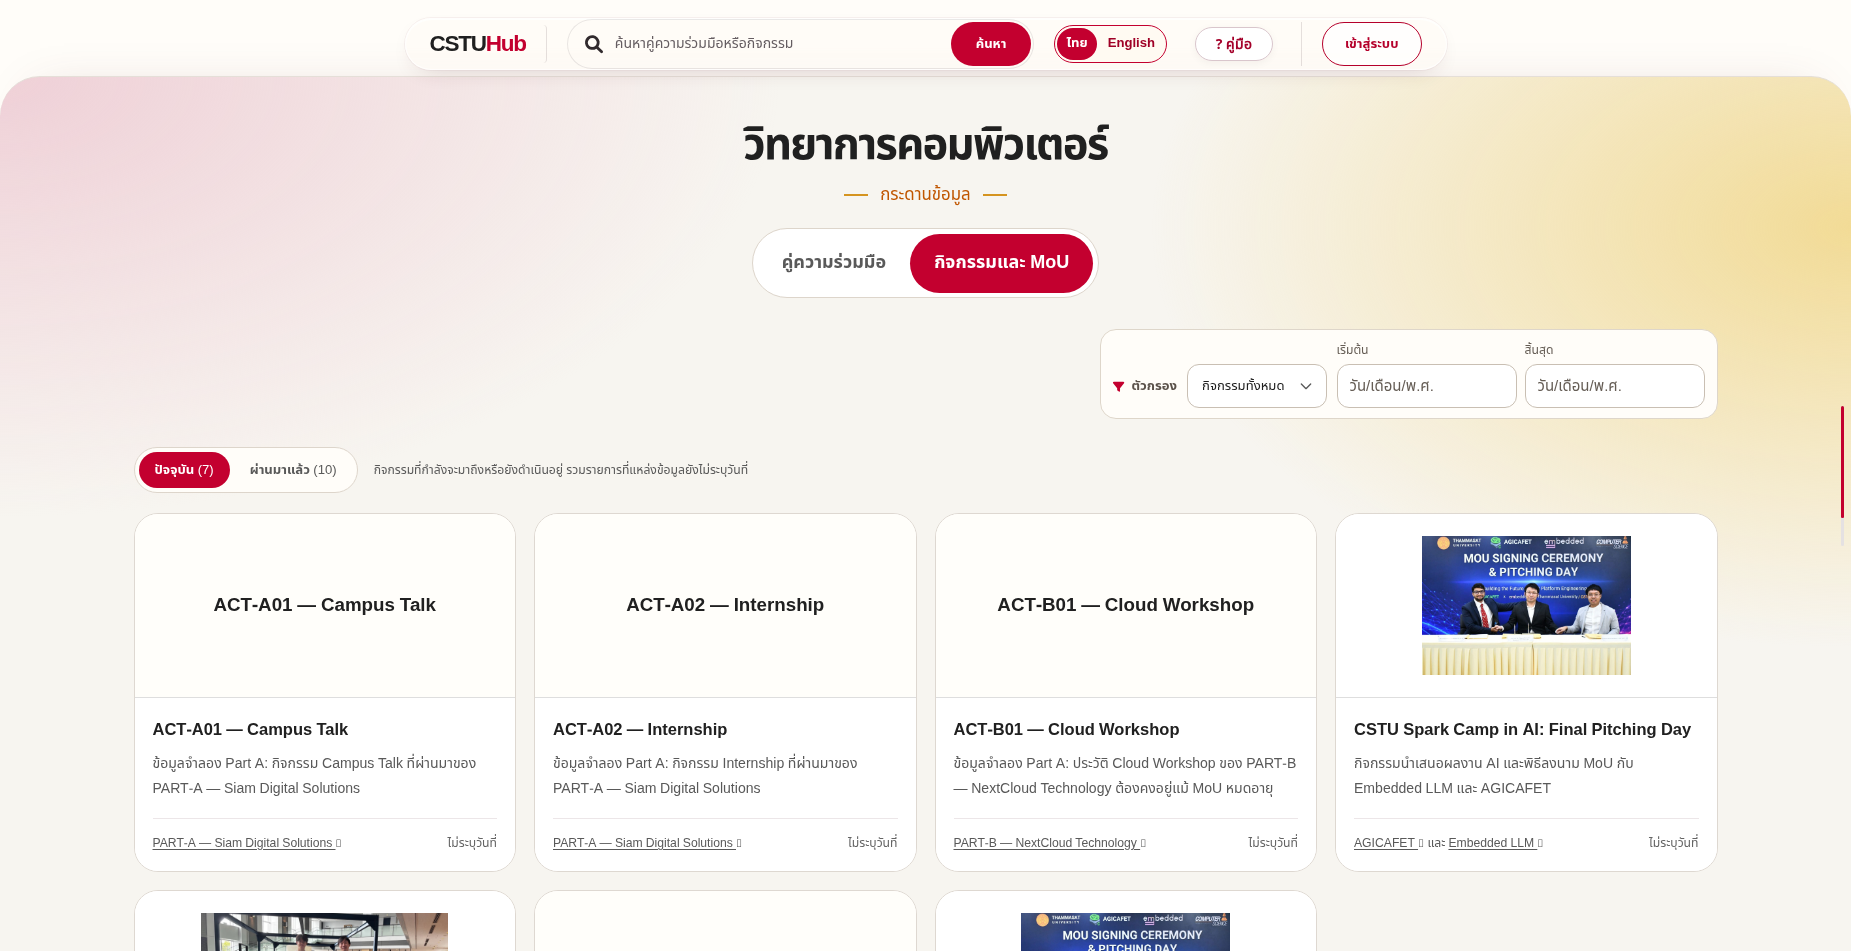 CSTUHub
ค้นหาคู่ความร่วมมือหรือกิจกรรม
ค้นหา
ไทย English
? คู่มือ
เข้าสู่ระบบ
วิทยาการคอมพิวเตอร์
กระดานข้อมูล
คู่ความร่วมมือ กิจกรรมและ MoU
เริ่มต้น สิ้นสุด
ตัวกรอง กิจกรรมทั้งหมด วัน/เดือน/พ.ศ. วัน/เดือน/พ.ศ.
ปัจจุบัน (7) ผ่านมาแล้ว (10) กิจกรรมที่กำลังจะมาถึงหรือยังดำเนินอยู่ รวมรายการที่แหล่งข้อมูลยังไม่ระบุวันที่
ACT-A01 — Campus Talk
ACT-A01 — Campus Talk
ข้อมูลจำลอง Part A: กิจกรรม Campus Talk ที่ผ่านมาของ
PART-A — Siam Digital Solutions
PART-A — Siam Digital Solutions ไม่ระบุวันที่
ACT-A02 — Internship
ACT-A02 — Internship
ข้อมูลจำลอง Part A: กิจกรรม Internship ที่ผ่านมาของ
PART-A — Siam Digital Solutions
PART-A — Siam Digital Solutions ไม่ระบุวันที่
ACT-B01 — Cloud Workshop
ACT-B01 — Cloud Workshop
ข้อมูลจำลอง Part A: ประวัติ Cloud Workshop ของ PART-B
— NextCloud Technology ต้องคงอยู่แม้ MoU หมดอายุ
PART-B — NextCloud Technology ไม่ระบุวันที่
THAMMASAT UNIVERSITY AGICAFET embedded COMPUTER SCIENCE
MOU SIGNING CEREMONY
& PITCHING DAY
CSTU Spark Camp in AI: Final Pitching Day
กิจกรรมนำเสนอผลงาน AI และพิธีลงนาม MoU กับ
Embedded LLM และ AGICAFET
AGICAFET และ Embedded LLM ไม่ระบุวันที่
THAMMASAT UNIVERSITY AGICAFET embedded COMPUTER SCIENCE
MOU SIGNING CEREMONY
& PITCHING DAY